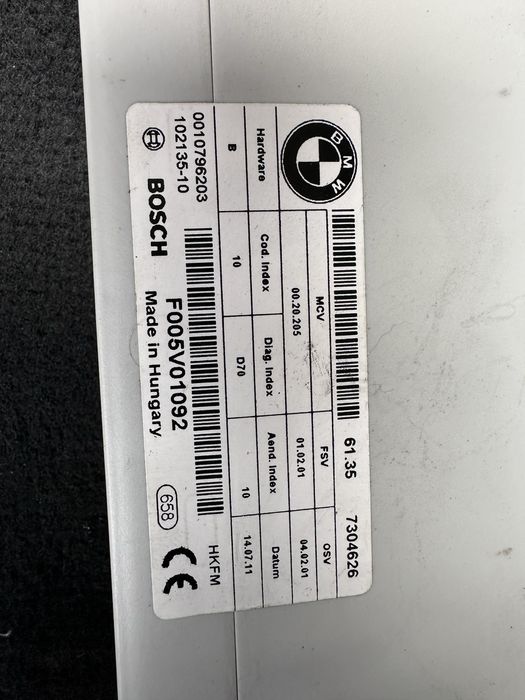 BMW
61.35 7304626
MCV FSV OSV
00.20.205 01.02.01 04.02.01
Hardware Cod. Index Diag. Index Aend. Index Datum
B 10 D70 10 14.07.11
0010796203 HKFM
102135-10 F005V01092
BOSCH Made in Hungary 658 CE